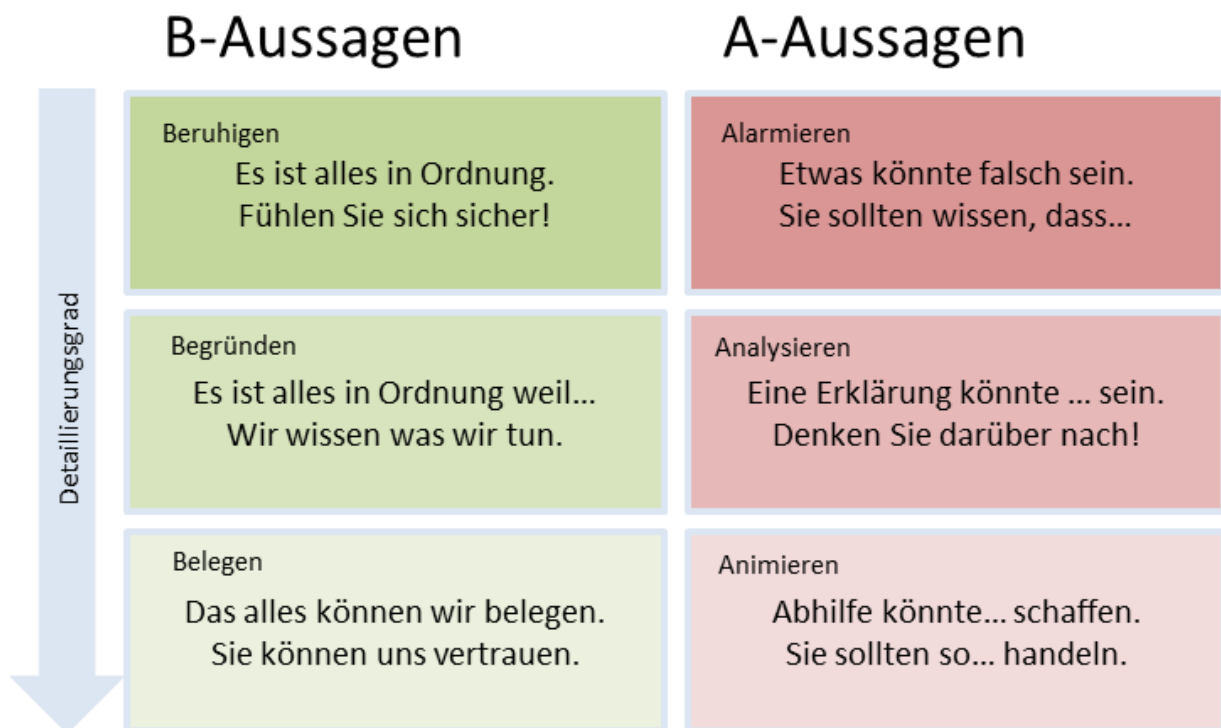 B-Aussagen
A-Aussagen
Detaillierungsgrad
Beruhigen
Es ist alles in Ordnung.
Fühlen Sie sich sicher!
Alarmieren
Etwas könnte falsch sein.
Sie sollten wissen, dass...
Begründen
Es ist alles in Ordnung weil...
Wir wissen was wir tun.
Analysieren
Eine Erklärung könnte ... sein.
Denken Sie darüber nach!
Belegen
Das alles können wir belegen.
Sie können uns vertrauen.
Animieren
Abhilfe könnte... schaffen.
Sie sollten so... handeln.